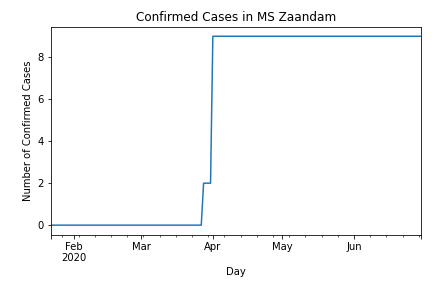 Confirmed Cases in MS Zaandam
Number of Confirmed Cases
8
6
4
2
0
Feb Mar Apr May Jun
2020
Day